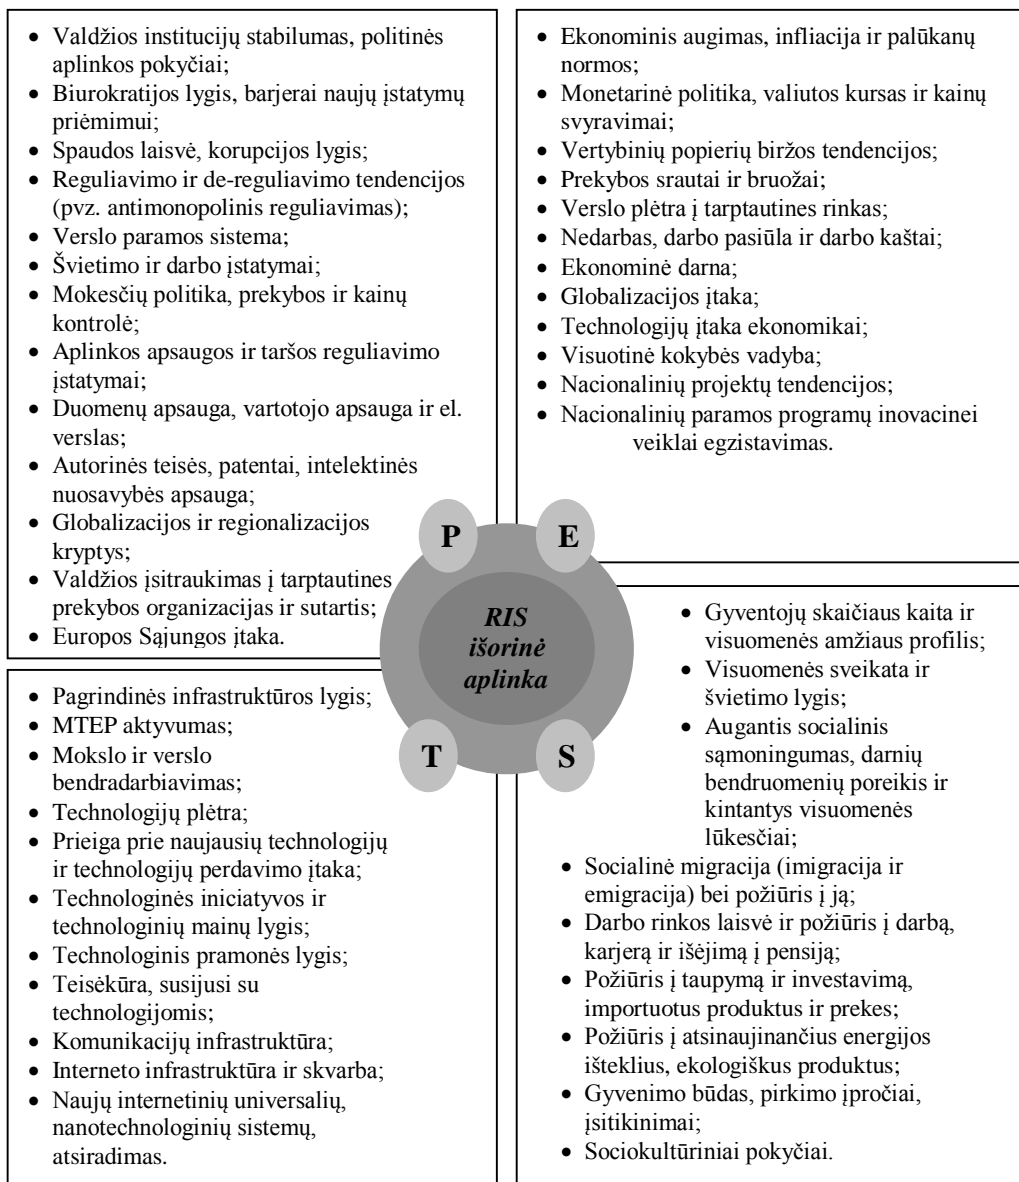 • Valdžios institucijų stabilumas, politinės
aplinkos pokyčiai;
• Biurokratijos lygis, barjerai naujų įstatymų
priėmimui;
• Spaudos laisvė, korupcijos lygis;
• Reguliavimo ir de-reguliavimo tendencijos
(pvz. antimonopolinis reguliavimas);
• Verslo paramos sistema;
• Švietimo ir darbo įstatymai;
• Mokesčių politika, prekybos ir kainų
kontrolė;
• Aplinkos apsaugos ir taršos reguliavimo
įstatymai;
• Duomenų apsauga, vartotojo apsauga ir el.
verslas;
• Autorinės teisės, patentai, intelektinės
nuosavybės apsauga;
• Globalizacijos ir regionalizacijos
kryptys;
• Valdžios įsitraukimas į tarptautines
prekybos organizacijas ir sutartis;
• Europos Sąjungos įtaka.
• Ekonominis augimas, infliacija ir palūkanų
normos;
• Monetarinė politika, valiutos kursas ir kainų
svyravimai;
• Vertybinių popierių biržos tendencijos;
• Prekybos srautai ir bruožai;
• Verslo plėtra į tarptautines rinkas;
• Nedarbas, darbo pasiūla ir darbo kaštai;
• Ekonominė darna;
• Globalizacijos įtaka;
• Technologijų įtaka ekonomikai;
• Visuotinė kokybės vadyba;
• Nacionalinių projektų tendencijos;
• Nacionalinių paramos programų inovacinei
veiklai egzistavimas.
P
E
RIS
išorinė
aplinka
T
S
• Pagrindinės infrastruktūros lygis;
• MTEP aktyvumas;
• Mokslo ir verslo
bendradarbiavimas;
• Technologijų plėtra;
• Prieiga prie naujausių technologijų
ir technologijų perdavimo įtaka;
• Technologinės iniciatyvos ir
technologinių mainų lygis;
• Technologinis pramonės lygis;
• Teisėkūra, susijusi su
technologijomis;
• Komunikacijų infrastruktūra;
• Interneto infrastruktūra ir skvarba;
• Naujų internetinių universalių,
nanotechnologinių sistemų,
atsiradimas.
• Gyventojų skaičiaus kaita ir
visuomenės amžiaus profilis;
• Visuomenės sveikata ir
švietimo lygis;
• Augantis socialinis
sąmoningumas, darnių
bendruomenių poreikis ir
kintantys visuomenės
lūkesčiai;
• Socialinė migracija (imigracija ir
emigracija) bei požiūris į ją;
• Darbo rinkos laisvė ir požiūris į darbą,
karjerą ir išėjimą į pensiją;
• Požiūris į taupymą ir investavimą,
importuotus produktus ir prekes;
• Požiūris į atsinaujinančius energijos
išteklius, ekologiškus produktus;
• Gyvenimo būdas, pirkimo įpročiai,
įsitikinimai;
• Sociokultūriniai pokyčiai.